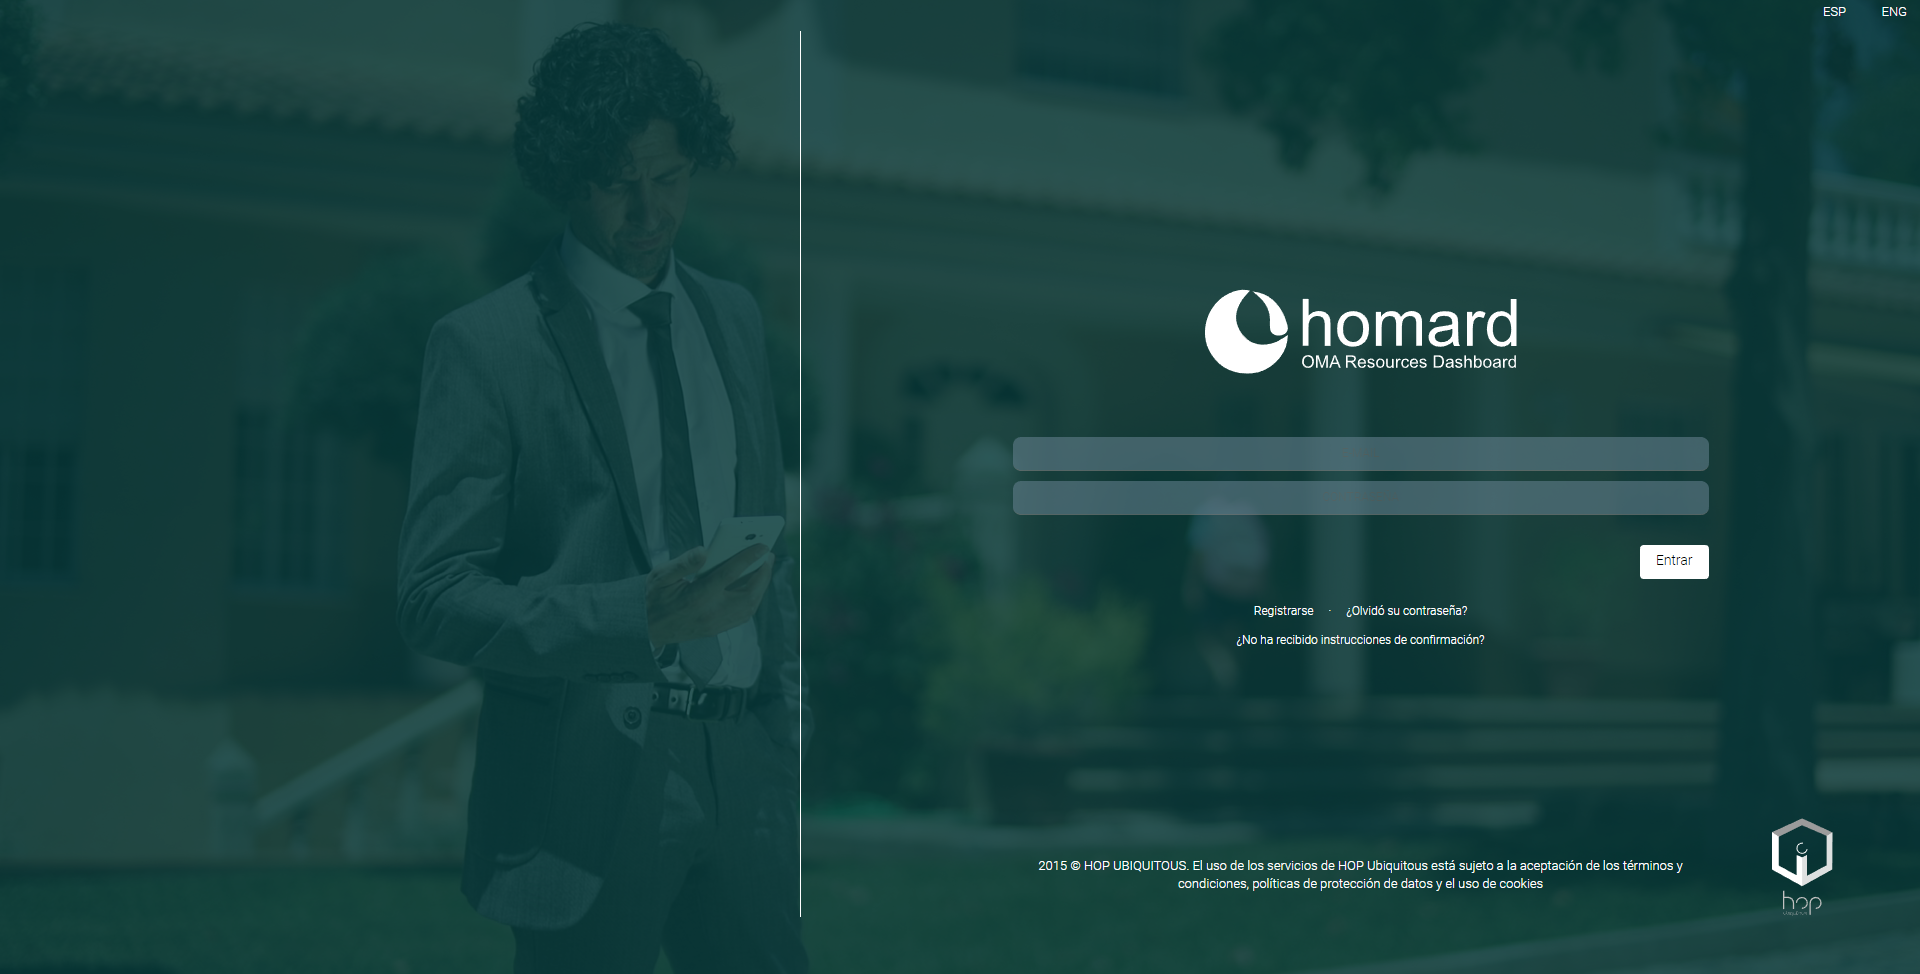 ESP ENG
homard
OMA Resources Dashboard
Entrar
Registrarse · ¿Olvidó su contraseña?
¿No ha recibido instrucciones de confirmación?
2015 © HOP UBIQUITOUS. El uso de los servicios de HOP Ubiquitous está sujeto a la aceptación de los términos y
condiciones, políticas de protección de datos y el uso de cookies
hop